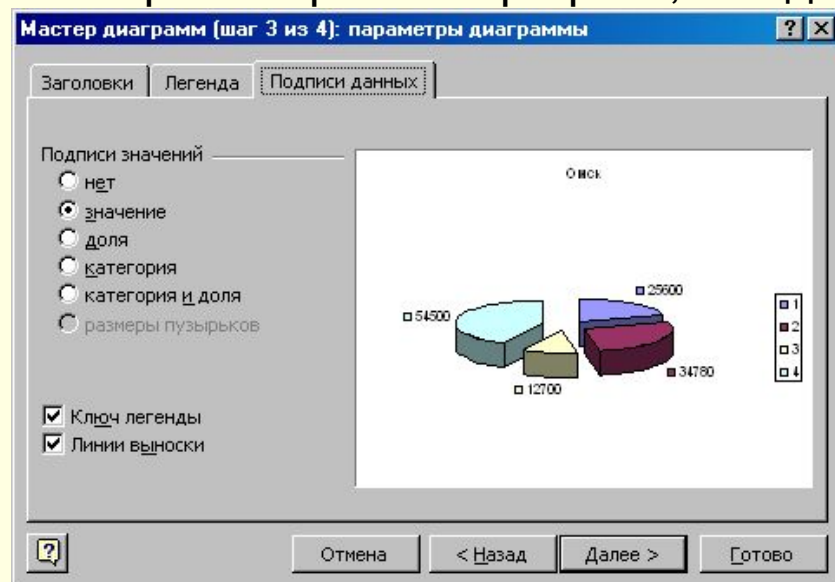 Мастер диаграмм (шаг 3 из 4): параметры диаграммы
Заголовки Легенда Подписи данных
Подписи значений
нет
значение
доля
категория
категория и доля
размеры пузырьков
Ключ легенды
Линии выноски
Омск
25600
54500
34780
12700
1
2
3
4
Отмена < Назад Далее > Готово